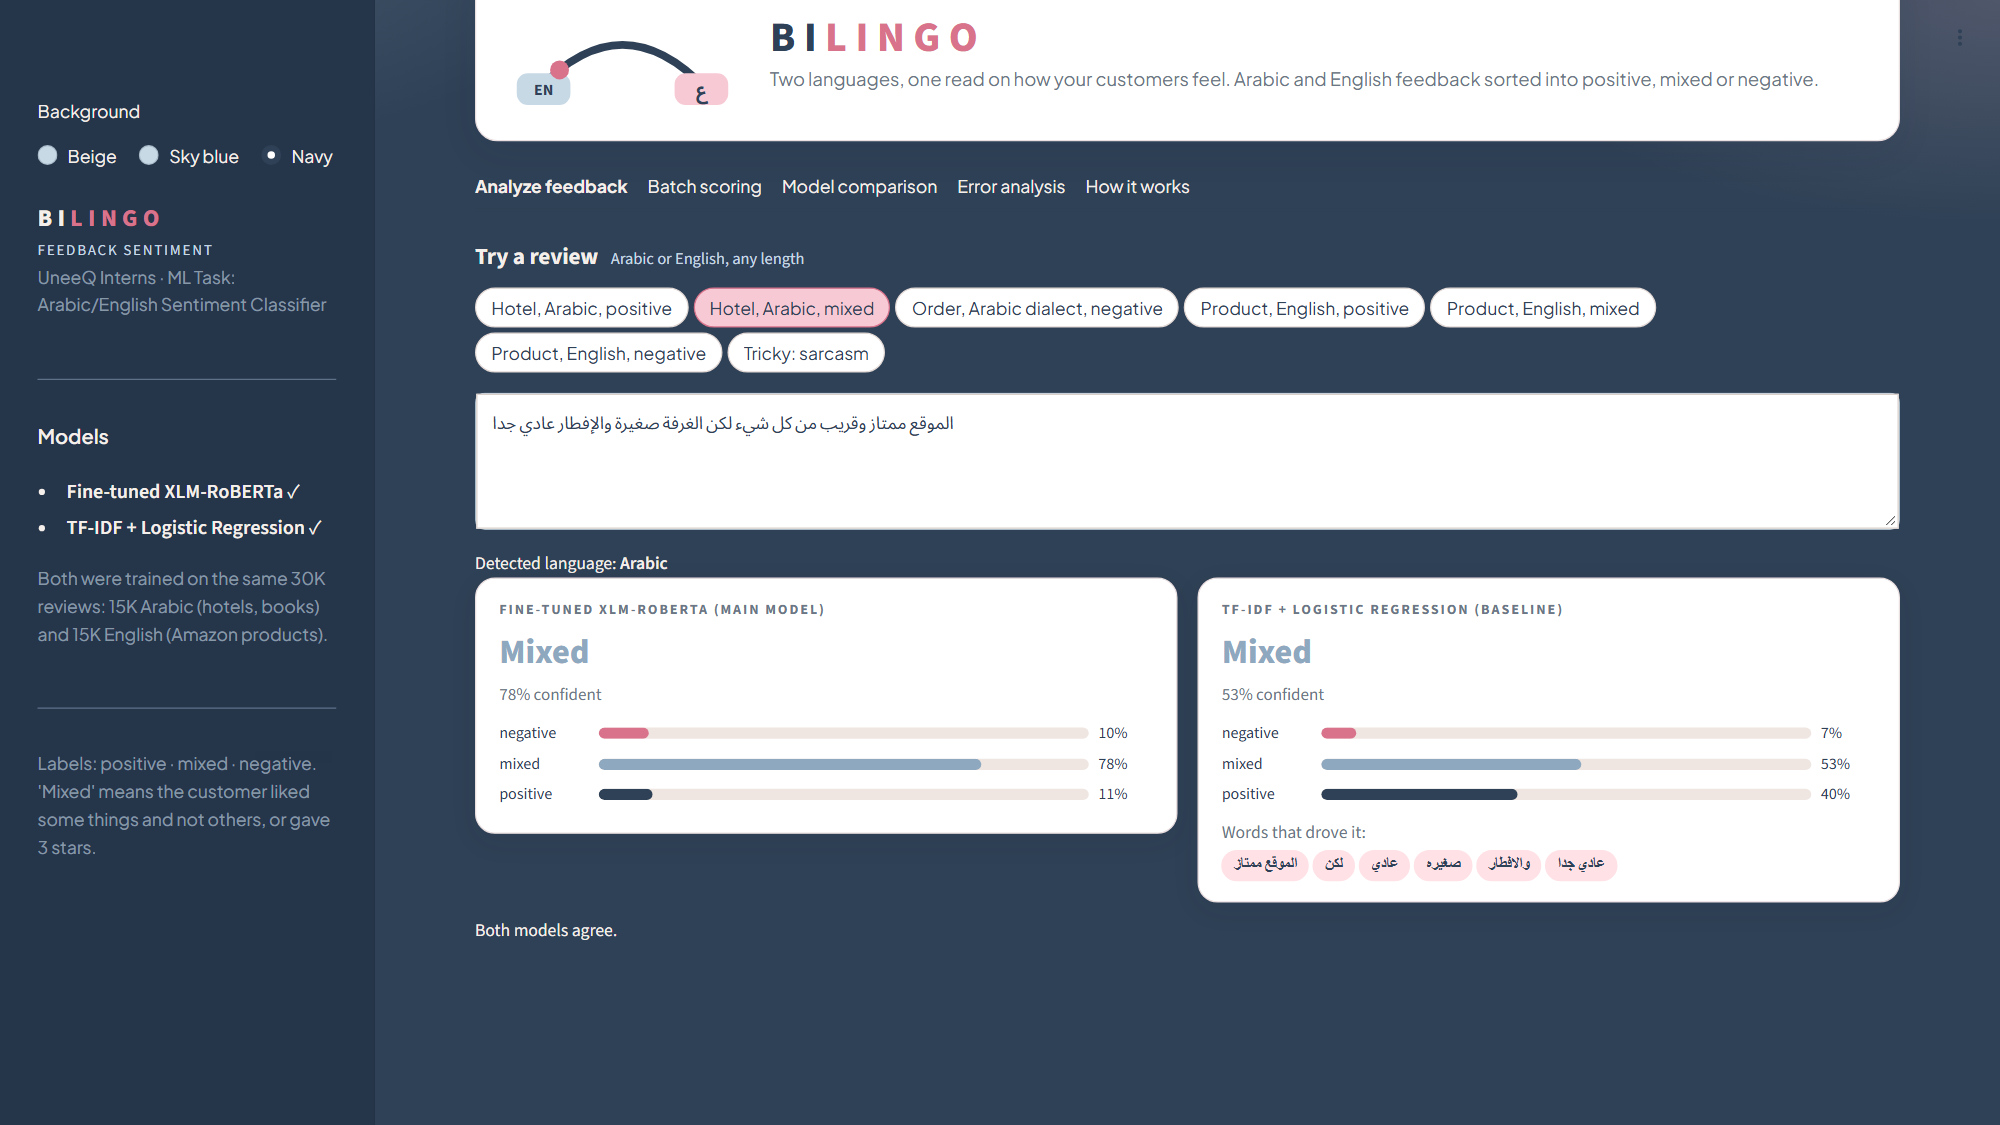 Background
Beige
Sky blue
Navy
BILINGO
FEEDBACK SENTIMENT
UneeQ Interns · ML Task:
Arabic/English Sentiment Classifier
Models
Fine-tuned XLM-RoBERTa ✓
TF-IDF + Logistic Regression ✓
Both were trained on the same 30K
reviews: 15K Arabic (hotels, books)
and 15K English (Amazon products).
Labels: positive · mixed · negative.
'Mixed' means the customer liked
some things and not others, or gave
3 stars.
EN
ع
BILINGO
Two languages, one read on how your customers feel. Arabic and English feedback sorted into positive, mixed or negative.
Analyze feedback
Batch scoring
Model comparison
Error analysis
How it works
Try a review Arabic or English, any length
Hotel, Arabic, positive
Hotel, Arabic, mixed
Order, Arabic dialect, negative
Product, English, positive
Product, English, mixed
Product, English, negative
Tricky: sarcasm
الموقع ممتاز وقريب من كل شيء لكن الغرفة صغيرة والإفطار عادي جدا
Detected language: Arabic
FINE-TUNED XLM-ROBERTA (MAIN MODEL)
Mixed
78% confident
negative 10%
mixed 78%
positive 11%
TF-IDF + LOGISTIC REGRESSION (BASELINE)
Mixed
53% confident
negative 7%
mixed 53%
positive 40%
Words that drove it:
الموقع ممتاز
لكن
عادي
صغيره
والافطار
عادي جدا
Both models agree.